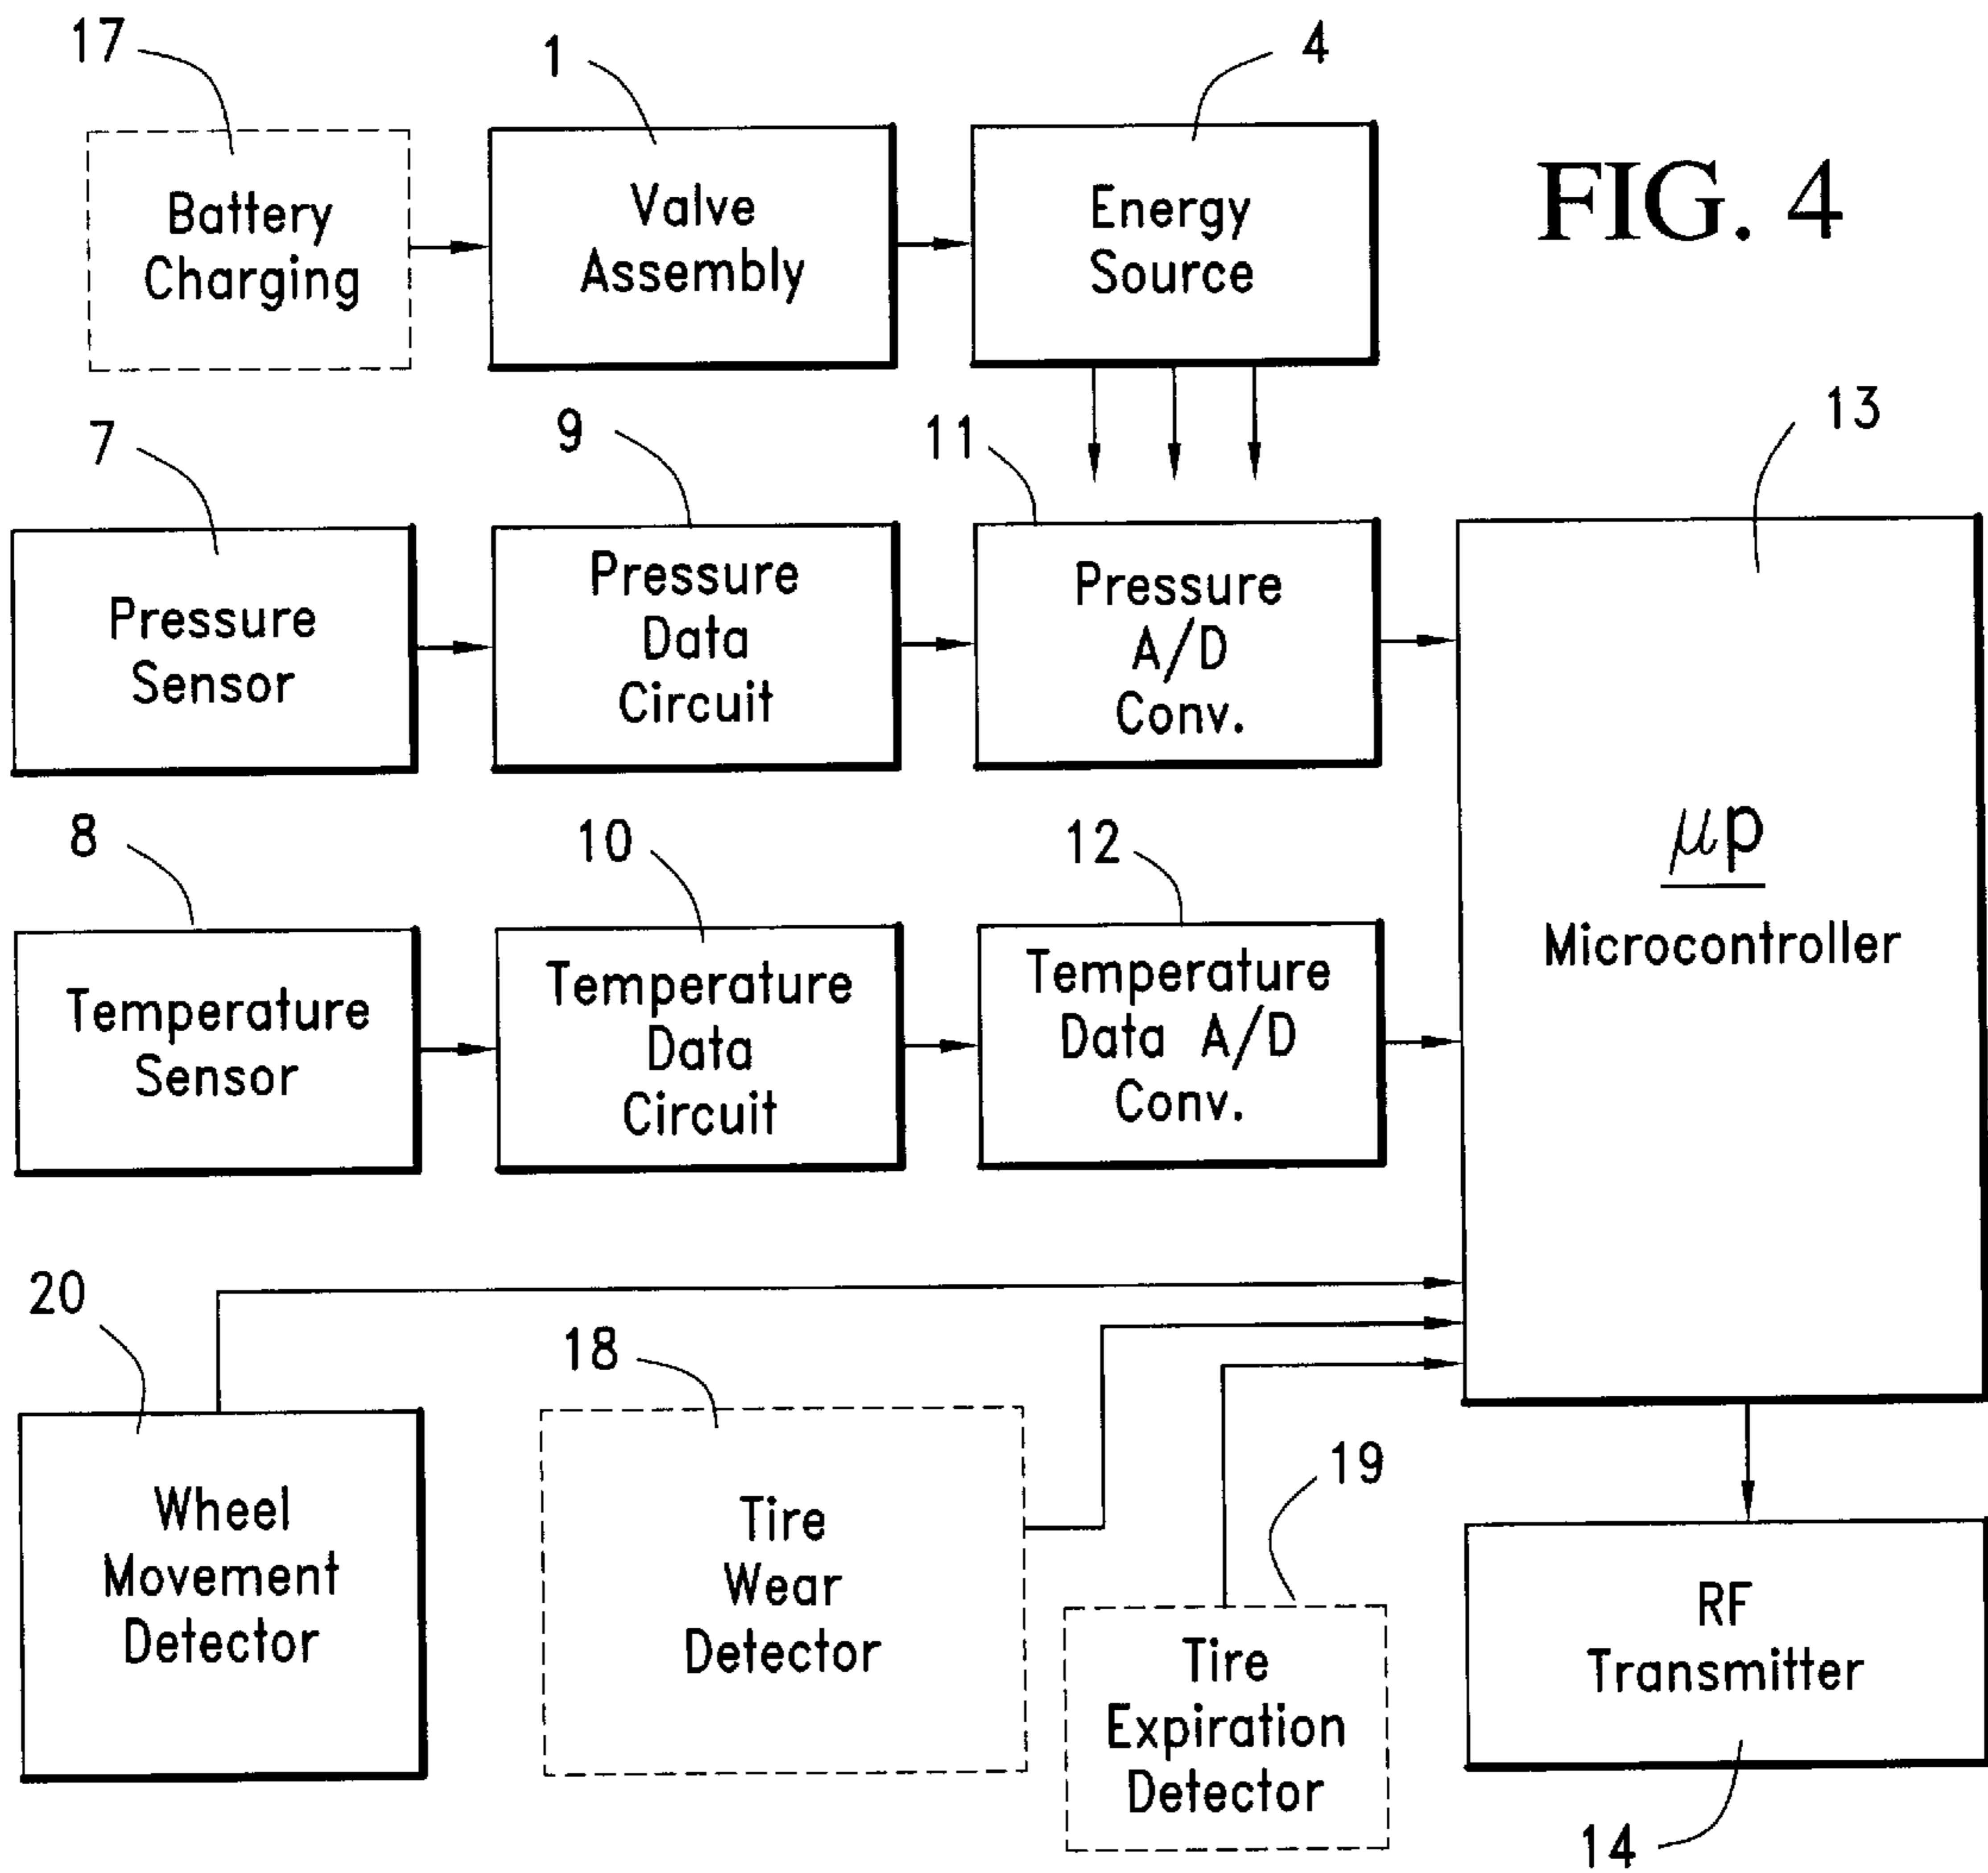 17
1
4
Battery
Charging
Valve
Assembly
Energy
Source
FIG. 4
7
9
11
13
Pressure
Sensor
Pressure
Data
Circuit
Pressure
A/D
Conv.
μp
Microcontroller
8
10
12
Temperature
Sensor
Temperature
Data
Circuit
Temperature
Data A/D
Conv.
20
18
19
Wheel
Movement
Detector
Tire
Wear
Detector
Tire
Expiration
Detector
RF
Transmitter
14